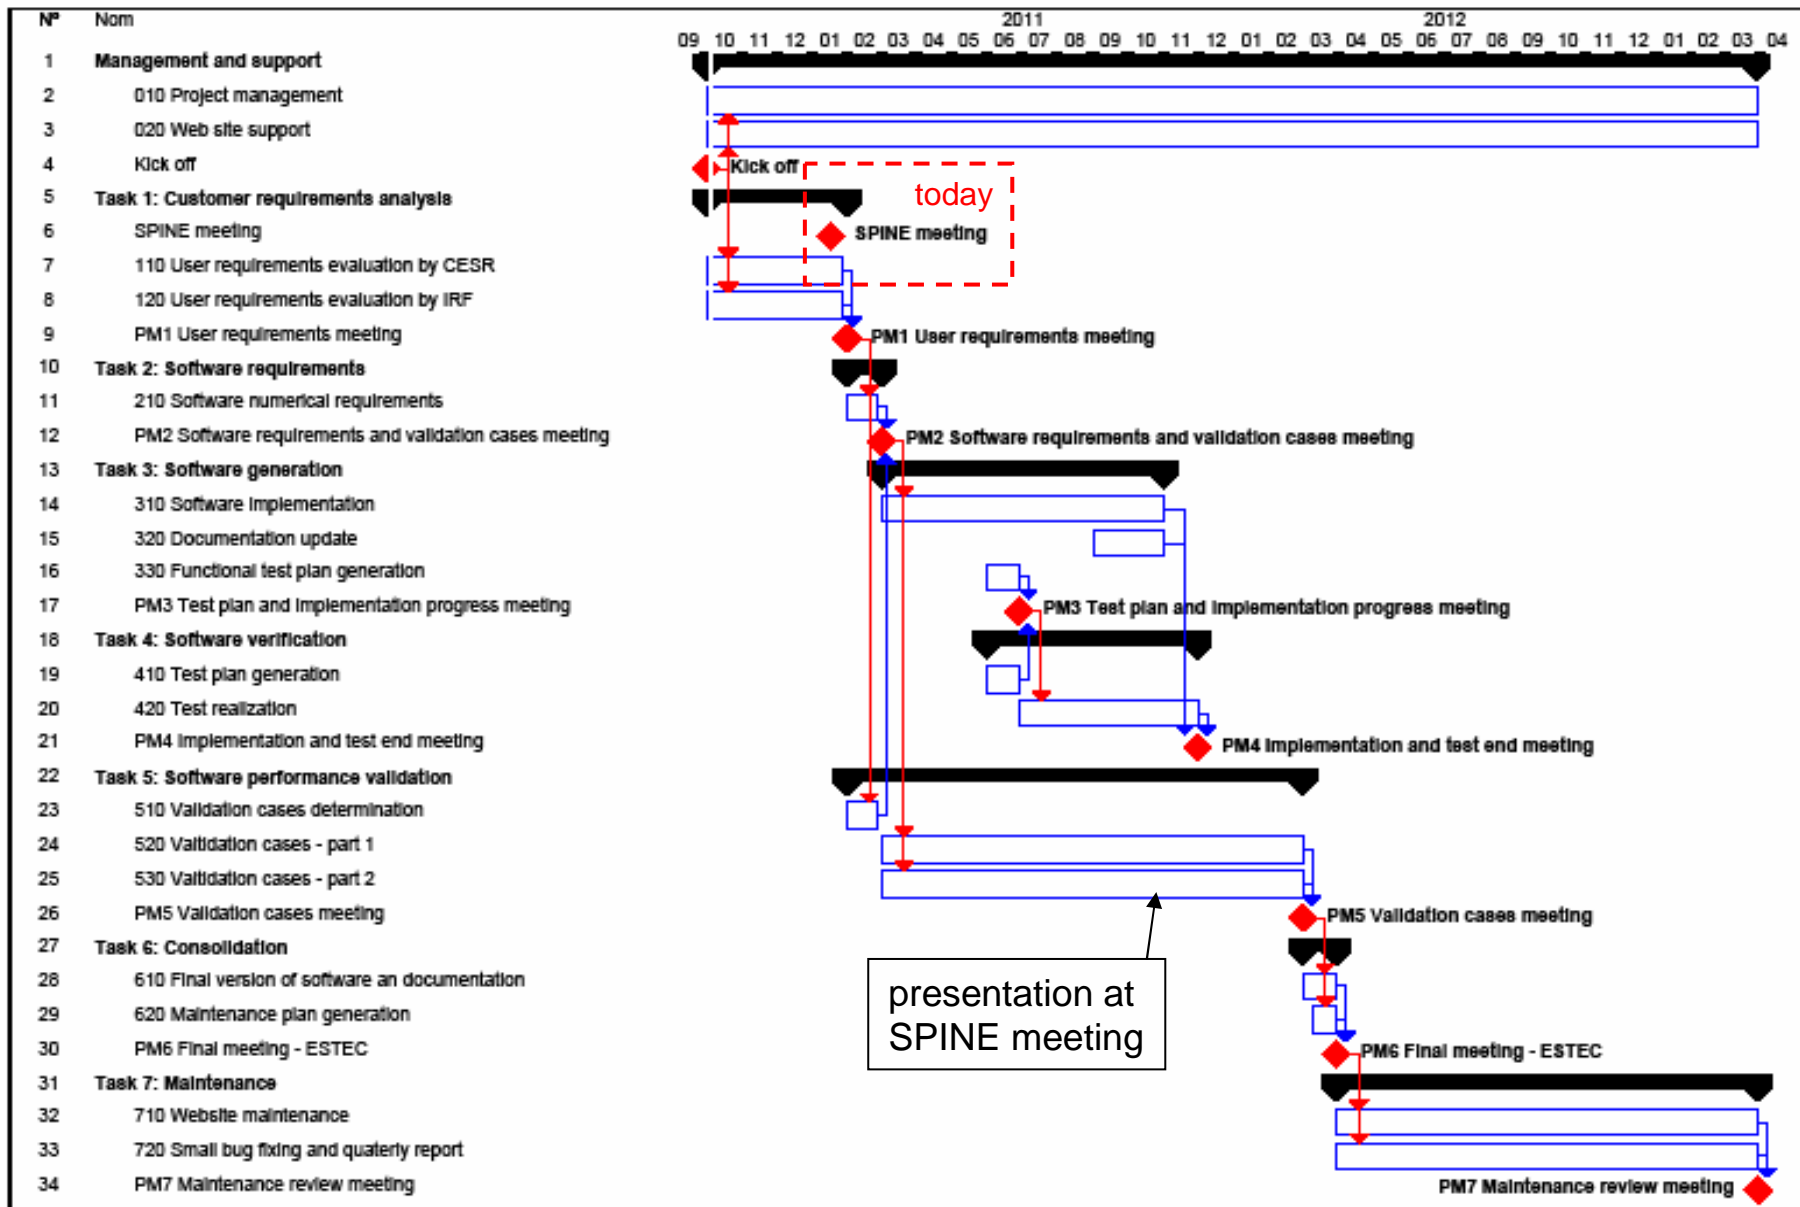 Nº Nom 2011 2012
09 10 11 12 01 02 03 04 05 06 07 08 09 10 11 12 01 02 03 04 05 06 07 08 09 10 11 12 01 02 03 04
1 Management and support
2 010 Project management
3 020 Web site support
4 Kick off Kick off
5 Task 1: Customer requirements analysis today
6 SPINE meeting SPINE meeting
7 110 User requirements evaluation by CESR
8 120 User requirements evaluation by IRF
9 PM1 User requirements meeting PM1 User requirements meeting
10 Task 2: Software requirements
11 210 Software numerical requirements
12 PM2 Software requirements and validation cases meeting PM2 Software requirements and validation cases meeting
13 Task 3: Software generation
14 310 Software implementation
15 320 Documentation update
16 330 Functional test plan generation
17 PM3 Test plan and implementation progress meeting PM3 Test plan and implementation progress meeting
18 Task 4: Software verification
19 410 Test plan generation
20 420 Test realization
21 PM4 implementation and test end meeting PM4 implementation and test end meeting
22 Task 5: Software performance validation
23 510 Validation cases determination
24 520 Valtidation cases - part 1
25 530 Valtidation cases - part 2
26 PM5 Validation cases meeting PM5 Validation cases meeting
27 Task 6: Consolidation
28 610 Final version of software an documentation
presentation at
29 620 Maintenance plan generation
SPINE meeting
30 PM6 Final meeting - ESTEC PM6 Final meeting - ESTEC
31 Task 7: Maintenance
32 710 Website maintenance
33 720 Small bug fixing and quaterly report
34 PM7 Maintenance review meeting PM7 Maintenance review meeting